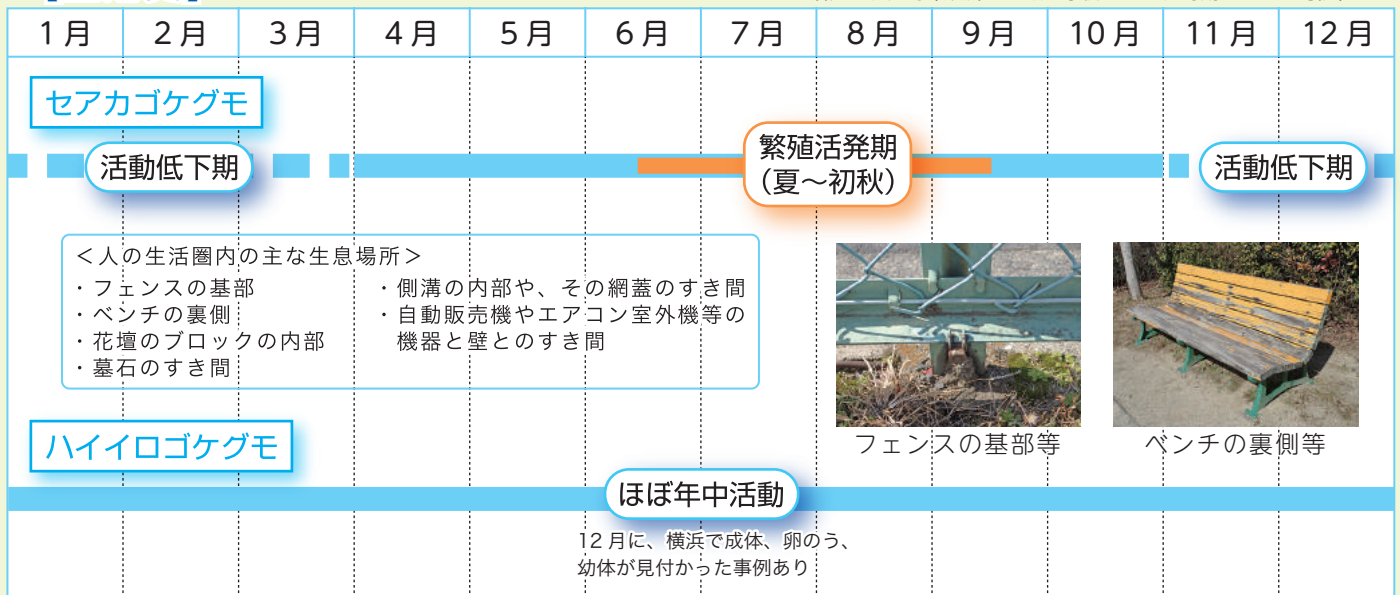 1月 2月 3月 4月 5月 6月 7月 8月 9月 10月 11月 12月
セアカゴケグモ
活動低下期
繁殖活発期
(夏〜初秋)
活動低下期
<人の生活圏内の主な生息場所>
・フェンスの基部
・ベンチの裏側
・花壇のブロックの内部
・墓石のすき間
・側溝の内部や、その網蓋のすき間
・自動販売機やエアコン室外機等の
機器と壁とのすき間
フェンスの基部等
ベンチの裏側等
ハイイロゴケグモ
ほぼ年中活動
12月に、横浜で成体、卵のう、
幼体が見付かった事例あり